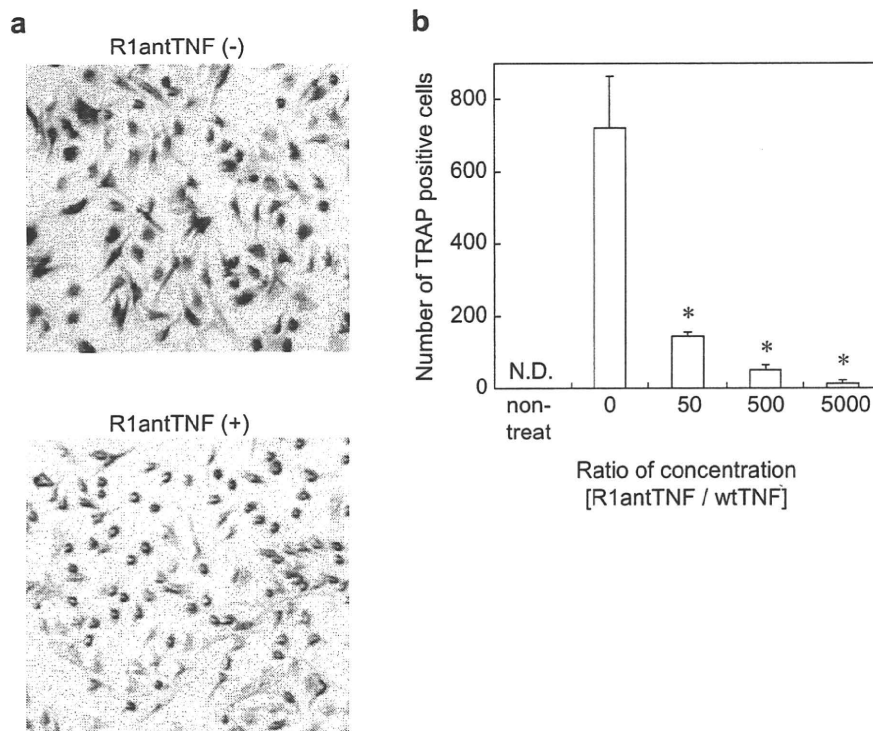 a
R1antTNF (-)
R1antTNF (+)
b
Number of TRAP positive cells
800
600
400
200
0
N.D.
* * *
non-treat 0 50 500 5000
Ratio of concentration
[R1antTNF / wtTNF]